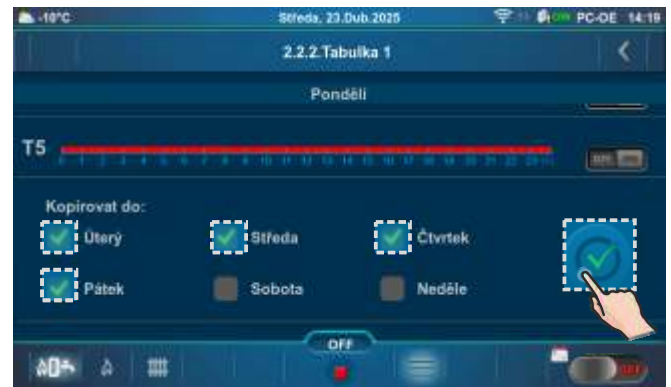 -10°C Středa, 23.Dub.2025 PC-OE 14:19
2.2.2.Tabulka 1
Pondělí
T5
Kopírovat do:
Úterý Středa Čtvrtek
Pátek Sobota Neděle
OFF
OFF